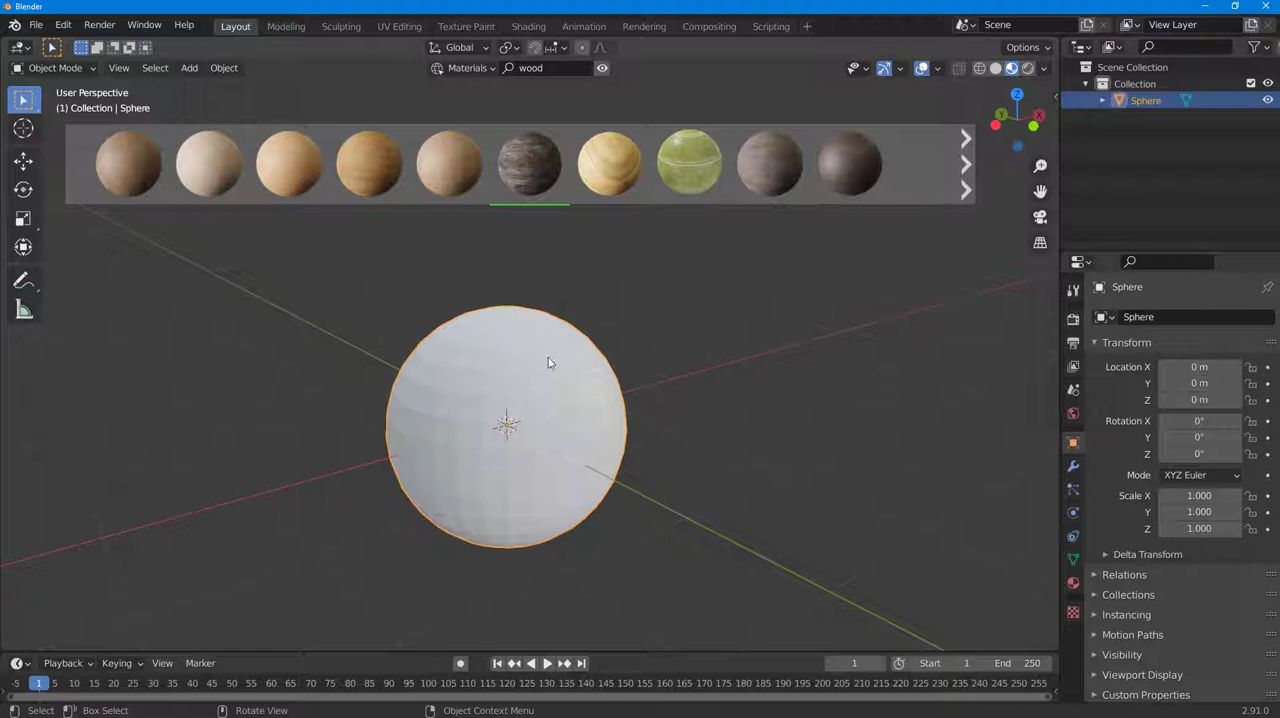 Blender
File Edit Render Window Help Layout Modeling Sculpting UV Editing Texture Paint Shading Animation Rendering Compositing Scripting + Scene View Layer
Global Options
Object Mode View Select Add Object Materials wood
Scene Collection
Collection
Sphere
User Perspective
(1) Collection | Sphere
Z
Y
X
Sphere
Sphere
Transform
Location X 0 m
Y 0 m
Z 0 m
Rotation X 0°
Y 0°
Z 0°
Mode XYZ Euler
Scale X 1.000
Y 1.000
Z 1.000
Delta Transform
Relations
Collections
Instancing
Motion Paths
Visibility
Viewport Display
Custom Properties
Playback Keying View Marker 1 Start 1 End 250
-5 1 5 10 15 20 25 30 35 40 45 50 55 60 65 70 75 80 85 90 95 100 105 110 115 120 125 130 135 140 145 150 155 160 165 170 175 180 185 190 195 200 205 210 215 220 225 230 235 240 245 250 255
Select Box Select Rotate View Object Context Menu 2.91.0